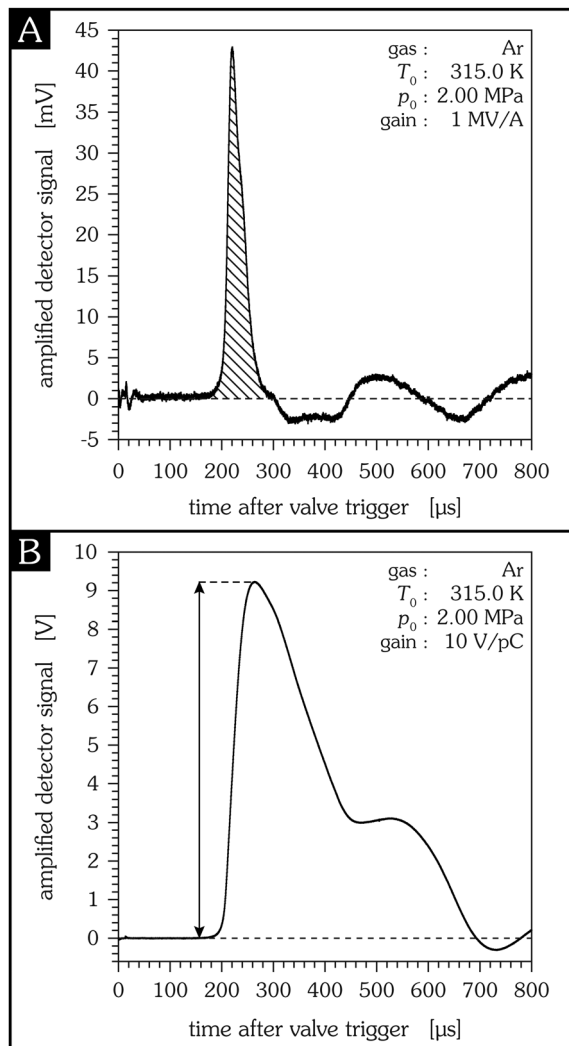 A
45
40
35
30
25
20
15
10
5
0
-5
amplified detector signal [mV]
gas : Ar
T0 : 315.0 K
p0 : 2.00 MPa
gain : 1 MV/A
0 100 200 300 400 500 600 700 800
time after valve trigger [μs]
B
10
9
8
7
6
5
4
3
2
1
0
amplified detector signal [V]
gas : Ar
T0 : 315.0 K
p0 : 2.00 MPa
gain : 10 V/pC
0 100 200 300 400 500 600 700 800
time after valve trigger [μs]